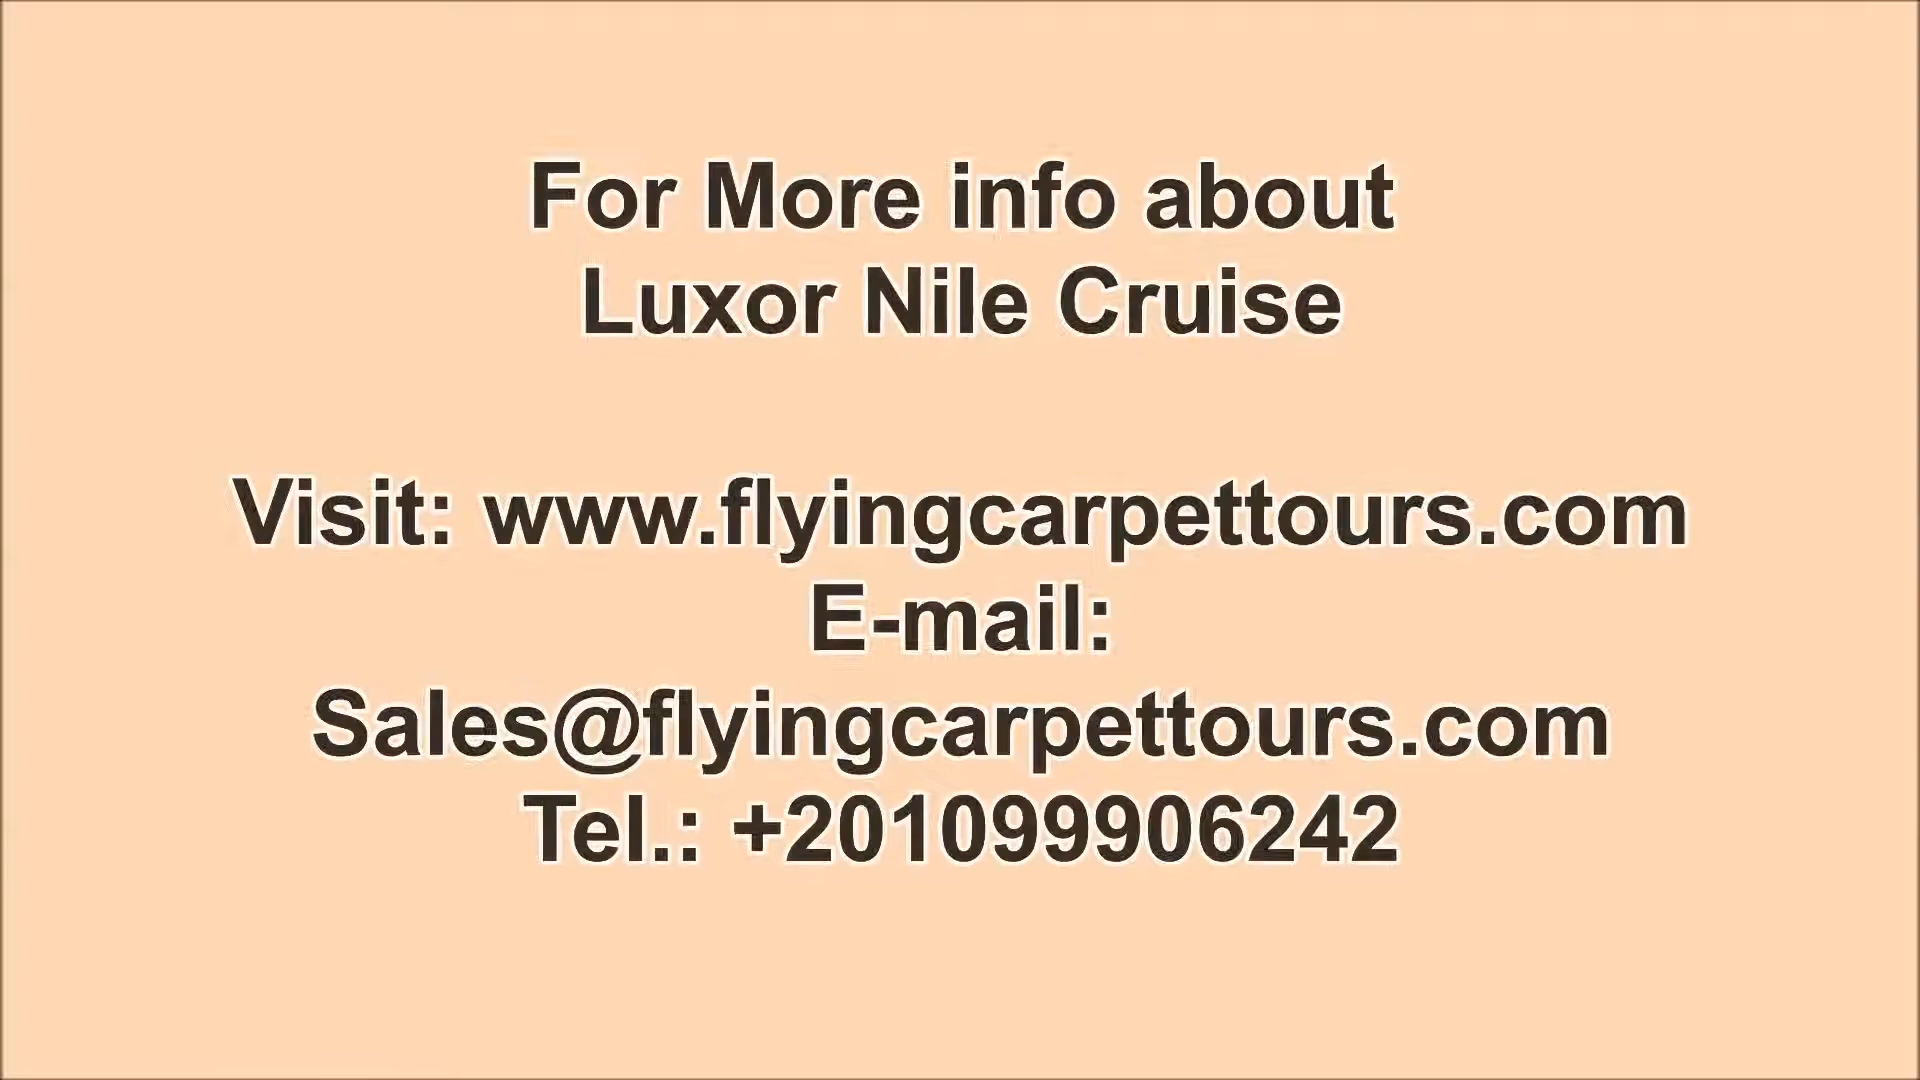 For More info about
Luxor Nile Cruise
Visit: www.flyingcarpettours.com
E-mail:
Sales@flyingcarpettours.com
Tel.: +201099906242